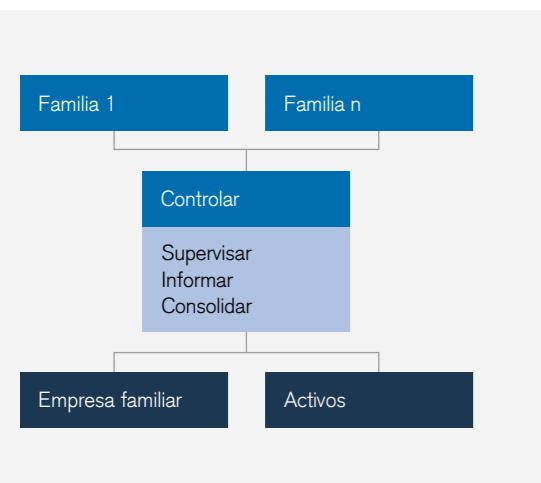 Familia 1
Familia n
Controlar
Supervisar
Informar
Consolidar
Empresa familiar
Activos